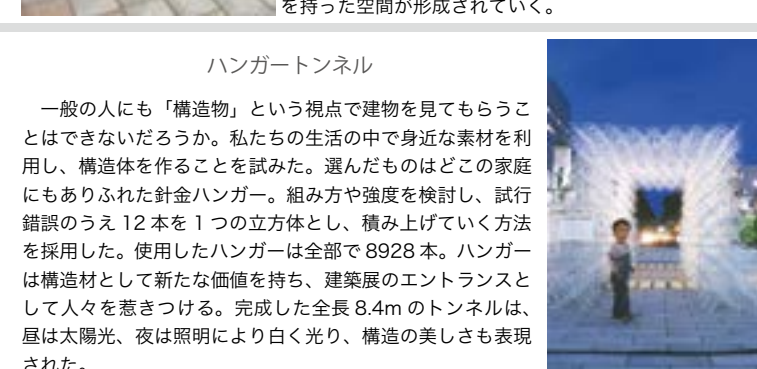 を持った空間が形成されていく。
ハンガートンネル
一般の人にも「構造物」という視点で建物を見てもらうこ
とはできないだろうか。私たちの生活の中で身近な素材を利
用し、構造体を作ることを試みた。選んだものはどこの家庭
にもありふれた針金ハンガー。組み方や強度を検討し、試行
錯誤のうえ 12 本を 1 つの立方体とし、積み上げていく方法
を採用した。使用したハンガーは全部で 8928 本。ハンガー
は構造材として新たな価値を持ち、建築展のエントランスと
して人々を惹きつける。完成した全長 8.4m のトンネルは、
昼は太陽光、夜は照明により白く光り、構造の美しさも表現
された。